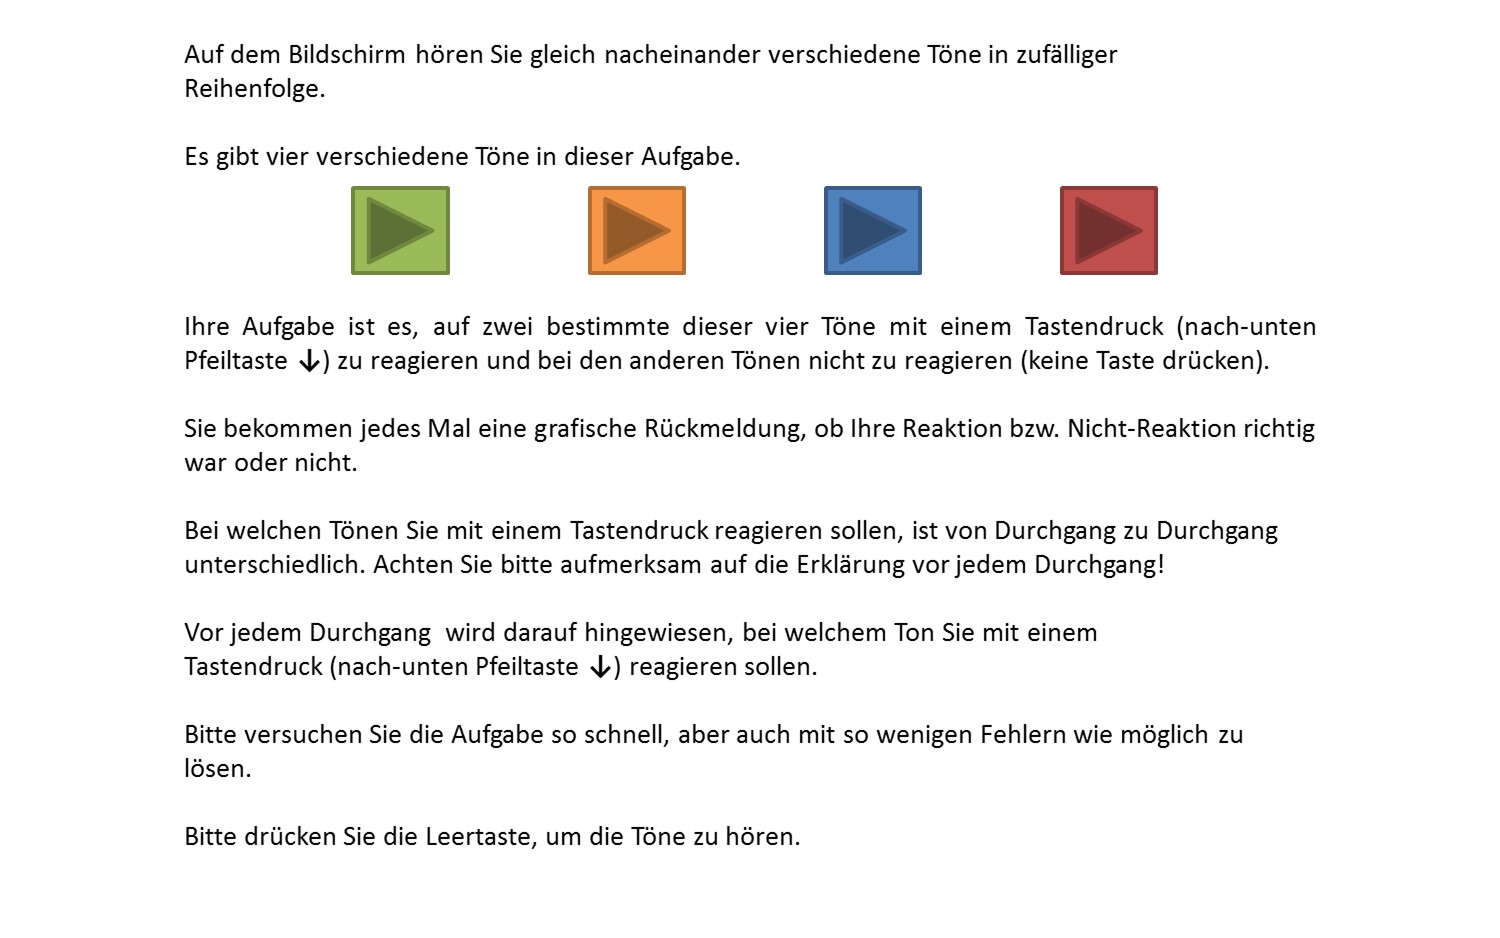 Auf dem Bildschirm hören Sie gleich nacheinander verschiedene Töne in zufälliger
Reihenfolge.
Es gibt vier verschiedene Töne in dieser Aufgabe.
Ihre Aufgabe ist es, auf zwei bestimmte dieser vier Töne mit einem Tastendruck (nach-unten
Pfeiltaste ↓) zu reagieren und bei den anderen Tönen nicht zu reagieren (keine Taste drücken).
Sie bekommen jedes Mal eine grafische Rückmeldung, ob Ihre Reaktion bzw. Nicht-Reaktion richtig
war oder nicht.
Bei welchen Tönen Sie mit einem Tastendruck reagieren sollen, ist von Durchgang zu Durchgang
unterschiedlich. Achten Sie bitte aufmerksam auf die Erklärung vor jedem Durchgang!
Vor jedem Durchgang  wird darauf hingewiesen, bei welchem Ton Sie mit einem
Tastendruck (nach-unten Pfeiltaste ↓) reagieren sollen.
Bitte versuchen Sie die Aufgabe so schnell, aber auch mit so wenigen Fehlern wie möglich zu
lösen.
Bitte drücken Sie die Leertaste, um die Töne zu hören.